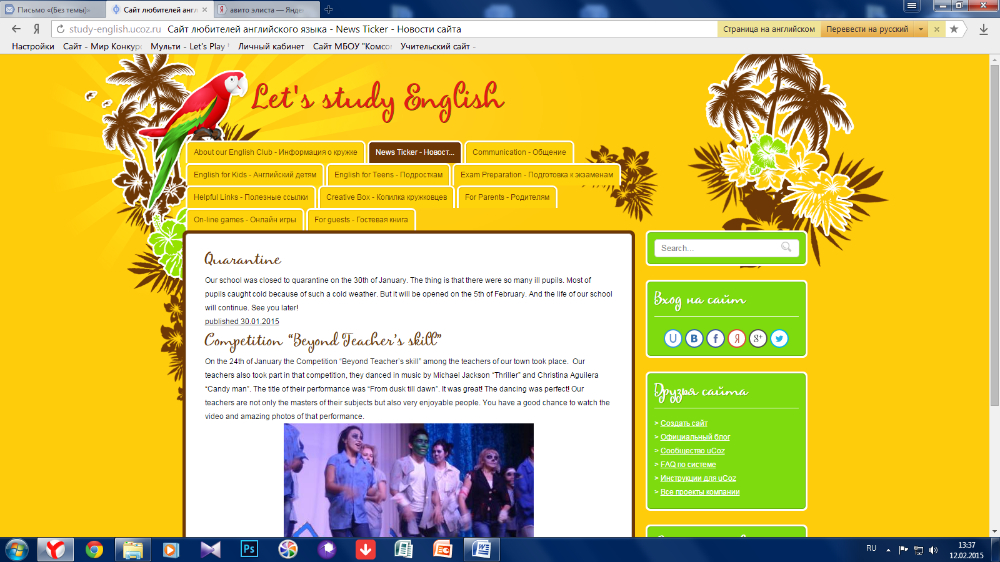 Письмо «(Без темы)»
Сайт любителей англ
авито элиста — Янде
study-english.ucoz.ru Сайт любителей английского языка - News Ticker - Новости сайта
Страница на английском
Перевести на русский
Настройки
Сайт - Мир Конкурс
Мульти - Let's Play
Личный кабинет
Сайт МБОУ "Комсо
Учительский сайт -
Let's study English
About our English Club - Информация о кружке
News Ticker - Новост...
Communication - Общение
English for Kids - Английский детям
English for Teens - Подросткам
Exam Preparation - Подготовка к экзаменам
Helpful Links - Полезные ссылки
Creative Box - Копилка кружковцев
For Parents - Родителям
On-line games - Онлайн игры
For guests - Гостевая книга
Quarantine
Our school was closed to quarantine on the 30th of January. The thing is that there were so many ill pupils. Most of
pupils caught cold because of such a cold weather. But it will be opened on the 5th of February. And the life of our school
will continue. See you later!
published 30.01.2015
Competition “Beyond Teacher’s skill”
On the 24th of January the Competition “Beyond Teacher’s skill” among the teachers of our town took place. Our
teachers also took part in that competition, they danced in music by Michael Jackson “Thriller” and Christina Aguilera
“Candy man”. The title of their performance was “From dusk till dawn”. It was great! The dancing was perfect! Our
teachers are not only the masters of their subjects but also very enjoyable people. You have a good chance to watch the
video and amazing photos of that performance.
Search...
Вход на сайт
Друзья сайта
> Создать сайт
> Официальный блог
> Сообщество uCoz
> FAQ по системе
> Инструкции для uCoz
> Все проекты компании
RU
13:37
12.02.2015